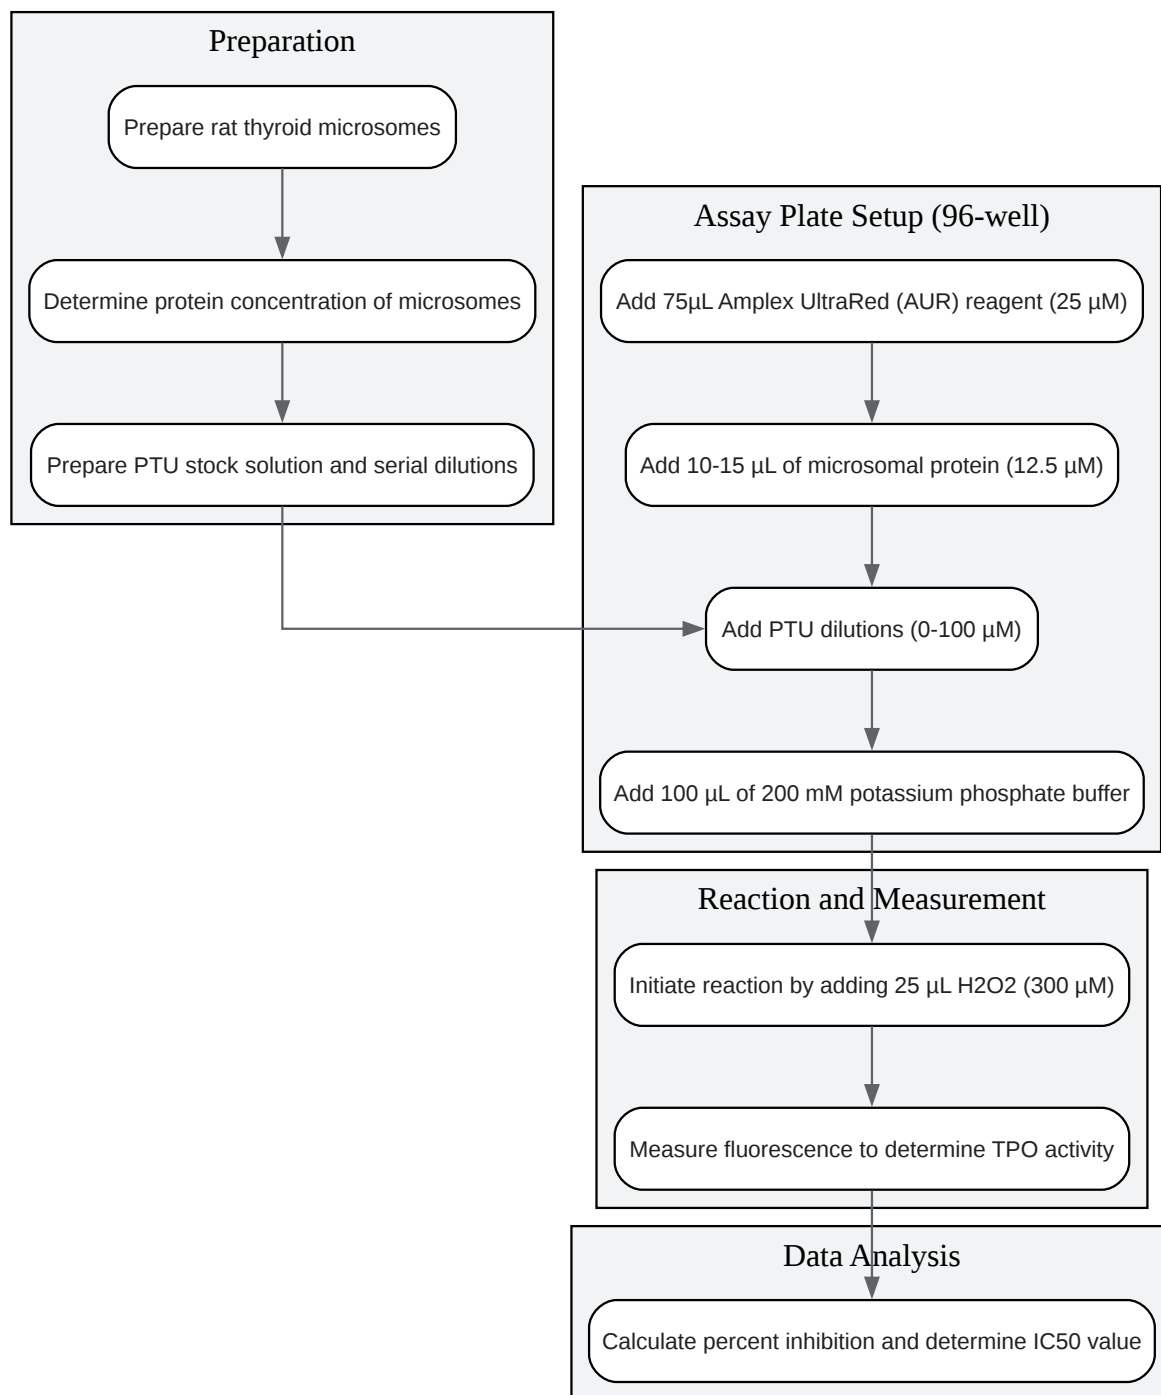 Preparation
Prepare rat thyroid microsomes
Determine protein concentration of microsomes
Prepare PTU stock solution and serial dilutions
Assay Plate Setup (96-well)
Add 75µL Amplex UltraRed (AUR) reagent (25 µM)
Add 10-15 µL of microsomal protein (12.5 µM)
Add PTU dilutions (0-100 µM)
Add 100 µL of 200 mM potassium phosphate buffer
Reaction and Measurement
Initiate reaction by adding 25 µL H2O2 (300 µM)
Measure fluorescence to determine TPO activity
Data Analysis
Calculate percent inhibition and determine IC50 value